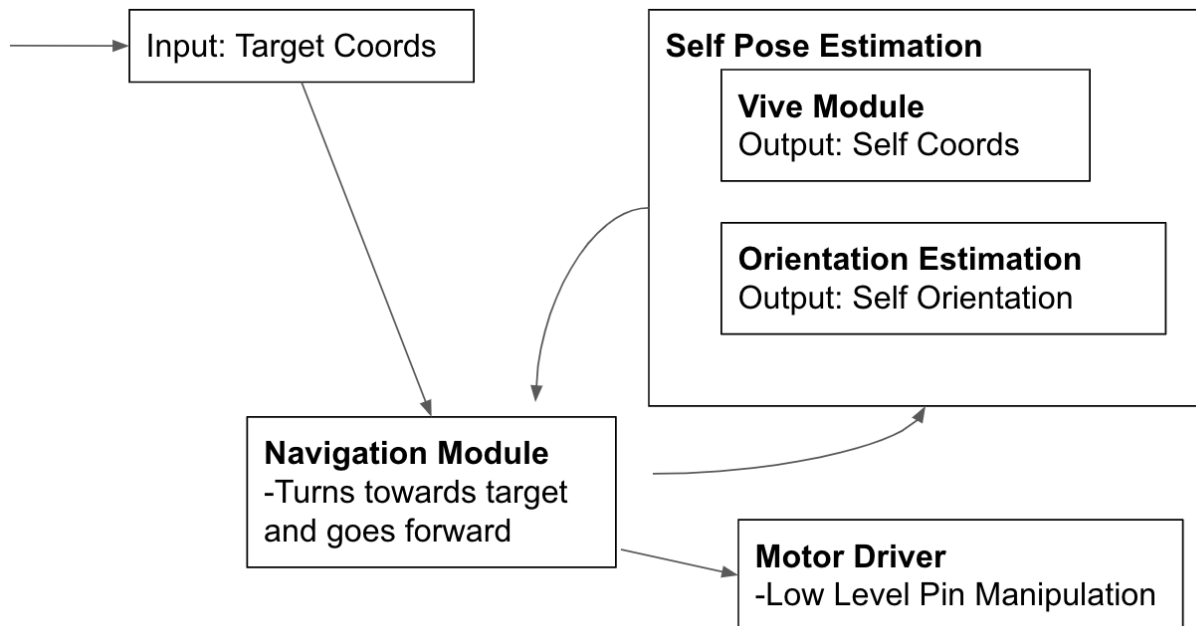 Input: Target Coords
Self Pose Estimation
Vive Module
Output: Self Coords
Orientation Estimation
Output: Self Orientation
Navigation Module
-Turns towards target
and goes forward
Motor Driver
-Low Level Pin Manipulation